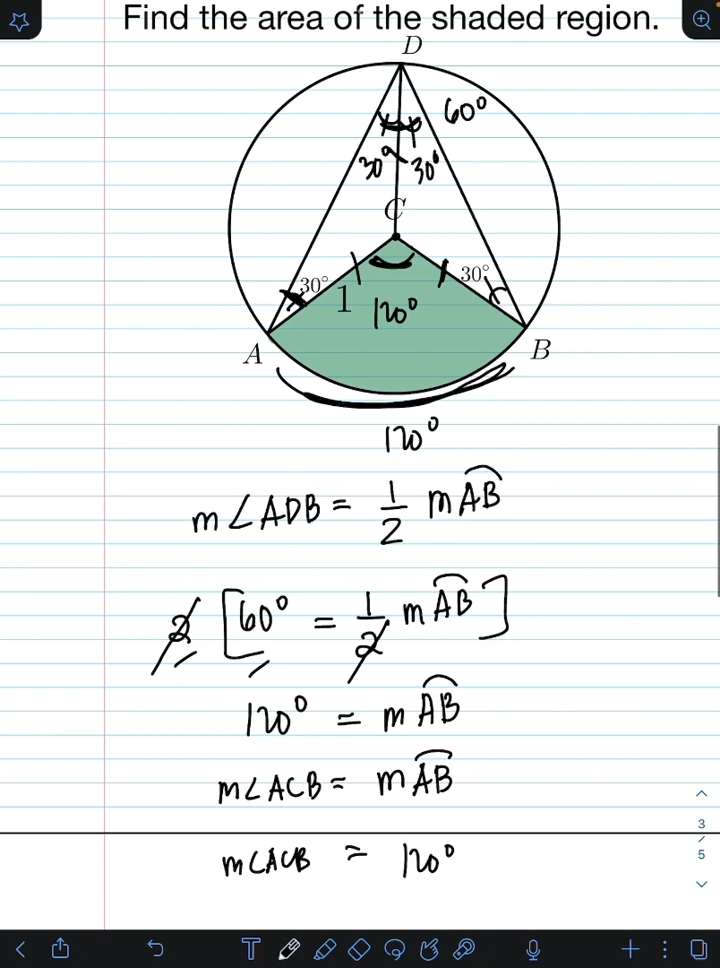 Find the area of the shaded region.
D
60°
30° 30°
C
30° 1 30°
120°
A B
120°
m∠ADB = 1/2 mAB
2 [60° = 1/2 mAB]
120° = mAB
m∠ACB = mAB
m∠ACB = 120°
3
/
5
T